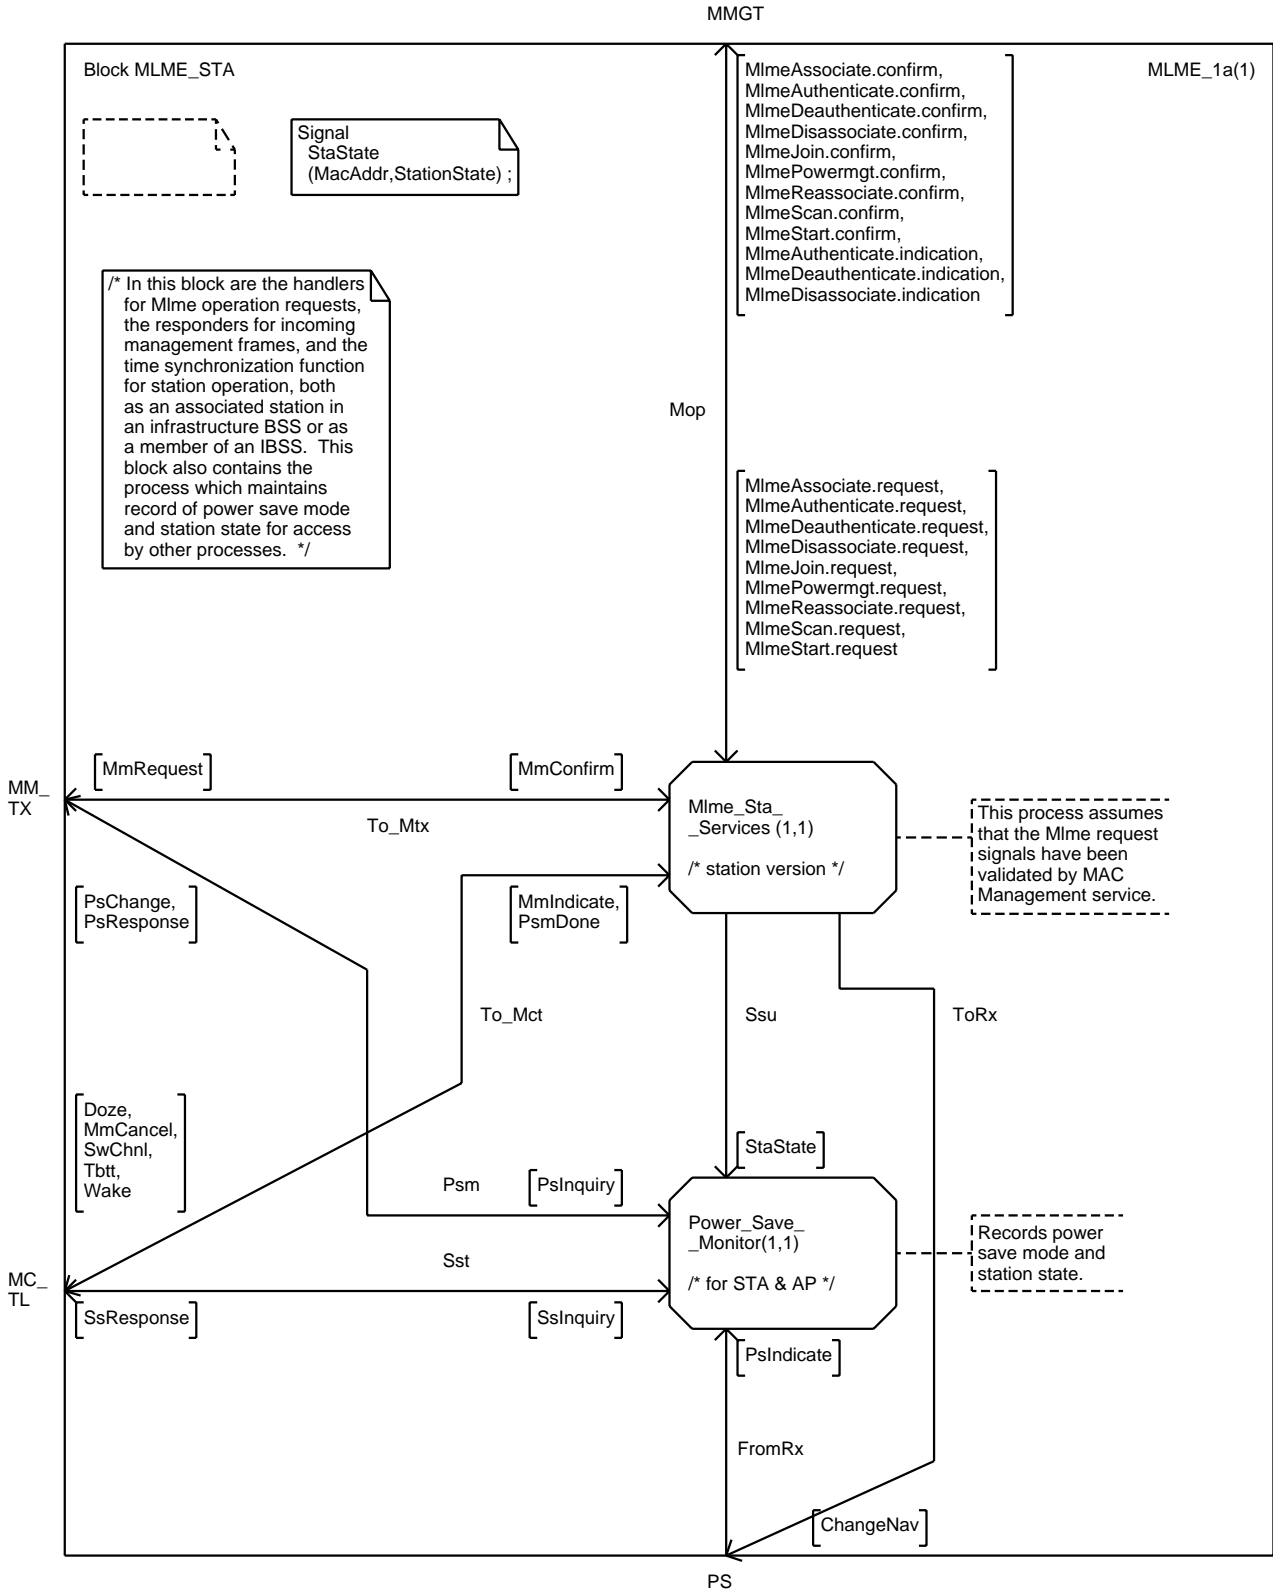 MMGT
Block MLME_STA
MLME_1a(1)
Signal
StaState
(MacAddr,StationState) ;
MlmeAssociate.confirm,
MlmeAuthenticate.confirm,
MlmeDeauthenticate.confirm,
MlmeDisassociate.confirm,
MlmeJoin.confirm,
MlmePowermgt.confirm,
MlmeReassociate.confirm,
MlmeScan.confirm,
MlmeStart.confirm,
MlmeAuthenticate.indication,
MlmeDeauthenticate.indication,
MlmeDisassociate.indication
/* In this block are the handlers
for Mlme operation requests,
the responders for incoming
management frames, and the
time synchronization function
for station operation, both
as an associated station in
an infrastructure BSS or as
a member of an IBSS.  This
block also contains the
process which maintains
record of power save mode
and station state for access
by other processes.  */
Mop
MlmeAssociate.request,
MlmeAuthenticate.request,
MlmeDeauthenticate.request,
MlmeDisassociate.request,
MlmeJoin.request,
MlmePowermgt.request,
MlmeReassociate.request,
MlmeScan.request,
MlmeStart.request
MM_
TX
MmRequest
MmConfirm
To_Mtx
Mlme_Sta_
_Services (1,1)
/* station version */
This process assumes
that the Mlme request
signals have been
validated by MAC
Management service.
PsChange,
PsResponse
MmIndicate,
PsmDone
To_Mct
Ssu
ToRx
Doze,
MmCancel,
SwChnl,
Tbtt,
Wake
StaState
Psm
PsInquiry
Power_Save_
_Monitor(1,1)
/* for STA & AP */
Records power
save mode and
station state.
Sst
MC_
TL
SsResponse
SsInquiry
PsIndicate
FromRx
ChangeNav
PS